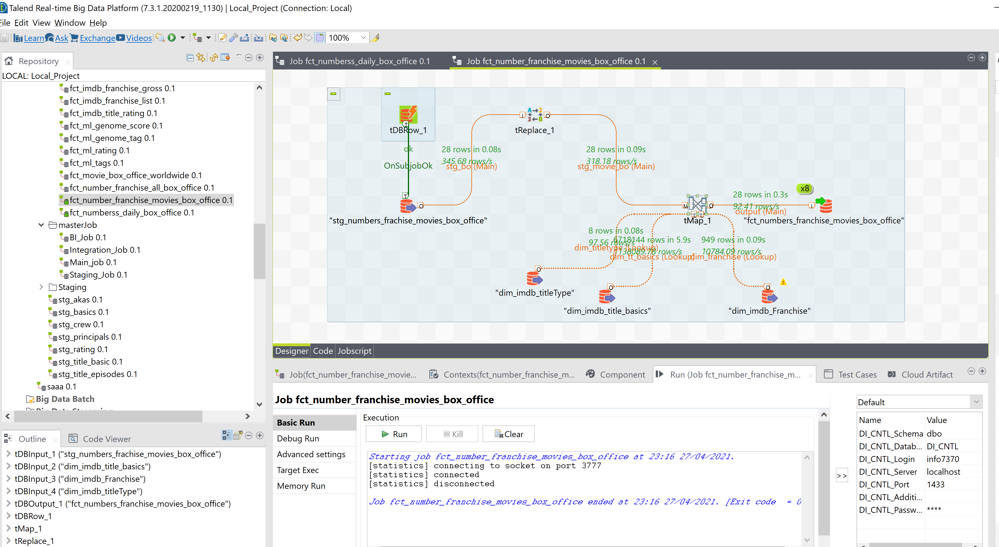 Talend Real-time Big Data Platform (7.3.1.20200219_1130) | Local_Project (Connection: Local)
File Edit View Window Help
Learn Ask Exchange Videos 100%
Repository
LOCAL: Local_Project
fct_imdb_franchise_gross 0.1
fct_imdb_franchise_list 0.1
fct_imdb_title_rating 0.1
fct_ml_genome_score 0.1
fct_ml_genome_tag 0.1
fct_ml_rating 0.1
fct_ml_tags 0.1
fct_movie_box_office_worldwide 0.1
fct_number_franchise_all_box_office 0.1
fct_number_franchise_movies_box_office 0.1
fct_numberss_daily_box_office 0.1
masterJob
BI_Job 0.1
Integration_Job 0.1
Main_job 0.1
Staging_Job 0.1
Staging
stg_akas 0.1
stg_basics 0.1
stg_crew 0.1
stg_principals 0.1
stg_rating 0.1
stg_title_basic 0.1
stg_title_episodes 0.1
saaa 0.1
Big Data Batch
Big Data Streaming
Outline Code Viewer
tDBInput_1 ("stg_numbers_frachise_movies_box_office")
tDBInput_2 ("dim_imdb_title_basics")
tDBInput_3 ("dim_imdb_Franchise")
tDBInput_4 ("dim_imdb_titleType")
tDBOutput_1 ("fct_numbers_franchise_movies_box_office")
tDBRow_1
tMap_1
tReplace_1
Job fct_numberss_daily_box_office 0.1
Job fct_number_franchise_movies_box_office 0.1
T
tDBRow_1
ok
OnSubjobOk
T
O
"stg_numbers_frachise_movies_box_office"
28 rows in 0.08s
345.68 rows/s
stg_bo (Main)
I A 2 3 B O
tReplace_1
28 rows in 0.09s
318.18 rows/s
stg_movie_bo (Main)
M O
L L
tMap_1
28 rows in 0.3s
92.41 rows/s
output (Main)
x8
I
"fct_numbers_franchise_movies_box_office"
8 rows in 0.08s
97.56 rows/s
dim_titletype (Lookup)
6718144 rows in 5.9s
1138089.78 rows/s
dim_tt_basics (Lookup)
949 rows in 0.09s
10784.09 rows/s
dim_franchise (Lookup)
O
"dim_imdb_titleType"
O
"dim_imdb_title_basics"
O
"dim_imdb_Franchise"
Designer Code Jobscript
Job(fct_number_franchise_movie... Contexts(fct_number_franchise_m... Component Run (Job fct_number_franchise_m... Test Cases Cloud Artifact
Job fct_number_franchise_movies_box_office
Basic Run
Debug Run
Advanced settings
Target Exec
Memory Run
Execution
Run Kill Clear
Starting job fct_number_franchise_movies_box_office at 23:16 27/04/2021.
[statistics] connecting to socket on port 3777
[statistics] connected
[statistics] disconnected
Job fct_number_franchise_movies_box_office ended at 23:16 27/04/2021. [Exit code = 0
>>
Default
Name Value
DI_CNTL_Schema dbo
DI_CNTL_Datab... DI_CNTL
DI_CNTL_Login info7370
DI_CNTL_Server localhost
DI_CNTL_Port 1433
DI_CNTL_Additi...
DI_CNTL_Passw... ****